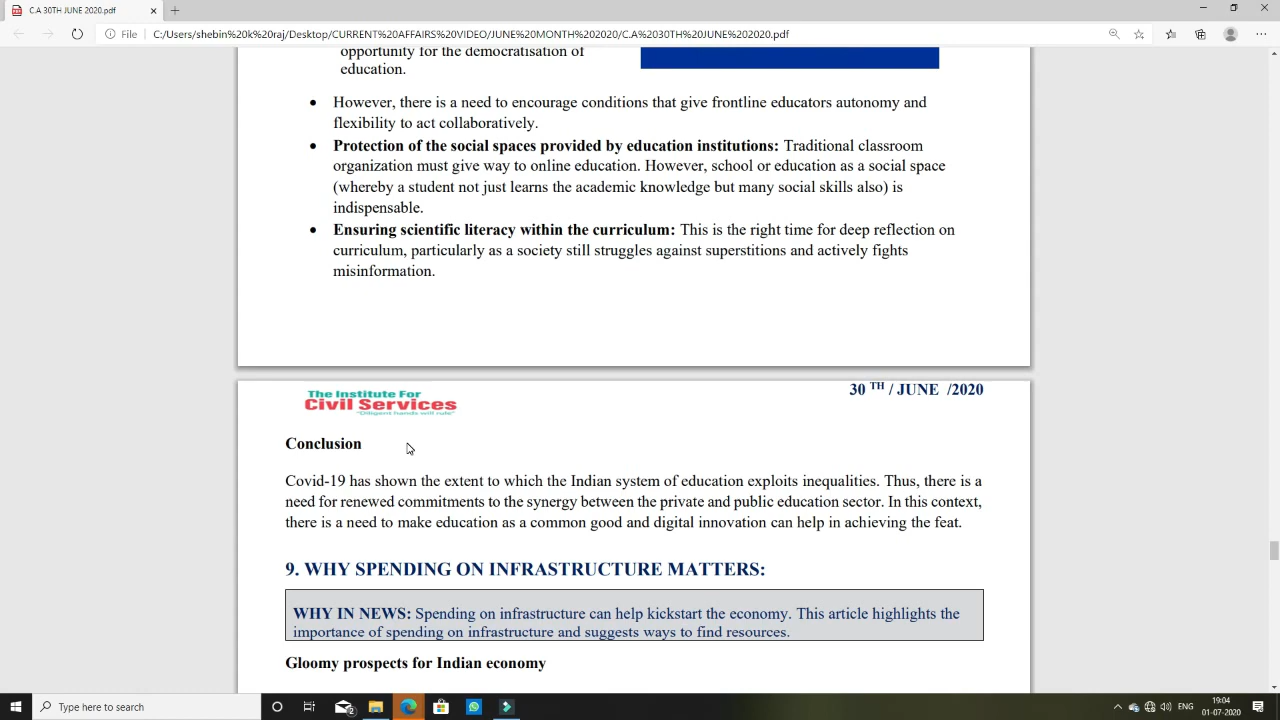 C.A 30TH JUNE 2020.pdf
File
C:/Users/shebin%20k%20raj/Desktop/CURRENT%20AFFAIRS%20VIDEO/JUNE%20MONTH%202020/C.A%2030TH%20JUNE%202020.pdf
opportunity for the democratisation of
education.
• However, there is a need to encourage conditions that give frontline educators autonomy and
flexibility to act collaboratively.
• Protection of the social spaces provided by education institutions: Traditional classroom
organization must give way to online education. However, school or education as a social space
(whereby a student not just learns the academic knowledge but many social skills also) is
indispensable.
• Ensuring scientific literacy within the curriculum: This is the right time for deep reflection on
curriculum, particularly as a society still struggles against superstitions and actively fights
misinformation.
30 TH / JUNE /2020
The Institute For
Civil Services
"Diligent hands will rule"
Conclusion
Covid-19 has shown the extent to which the Indian system of education exploits inequalities. Thus, there is a
need for renewed commitments to the synergy between the private and public education sector. In this context,
there is a need to make education as a common good and digital innovation can help in achieving the feat.
9. WHY SPENDING ON INFRASTRUCTURE MATTERS:
WHY IN NEWS: Spending on infrastructure can help kickstart the economy. This article highlights the
importance of spending on infrastructure and suggests ways to find resources.
Gloomy prospects for Indian economy
Type here to search
2
ENG
19:04
01-07-2020